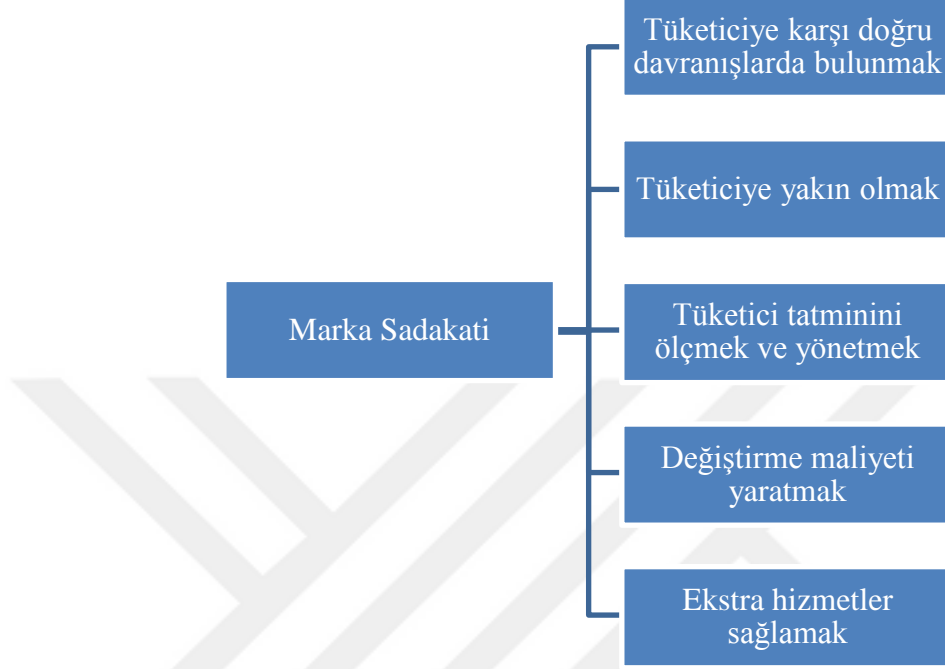 Tüketiciye karşı doğru
davranışlarda bulunmak
Tüketiciye yakın olmak
Marka Sadakati
Tüketici tatminini
ölçmek ve yönetmek
Değiştirme maliyeti
yaratmak
Ekstra hizmetler
sağlamak